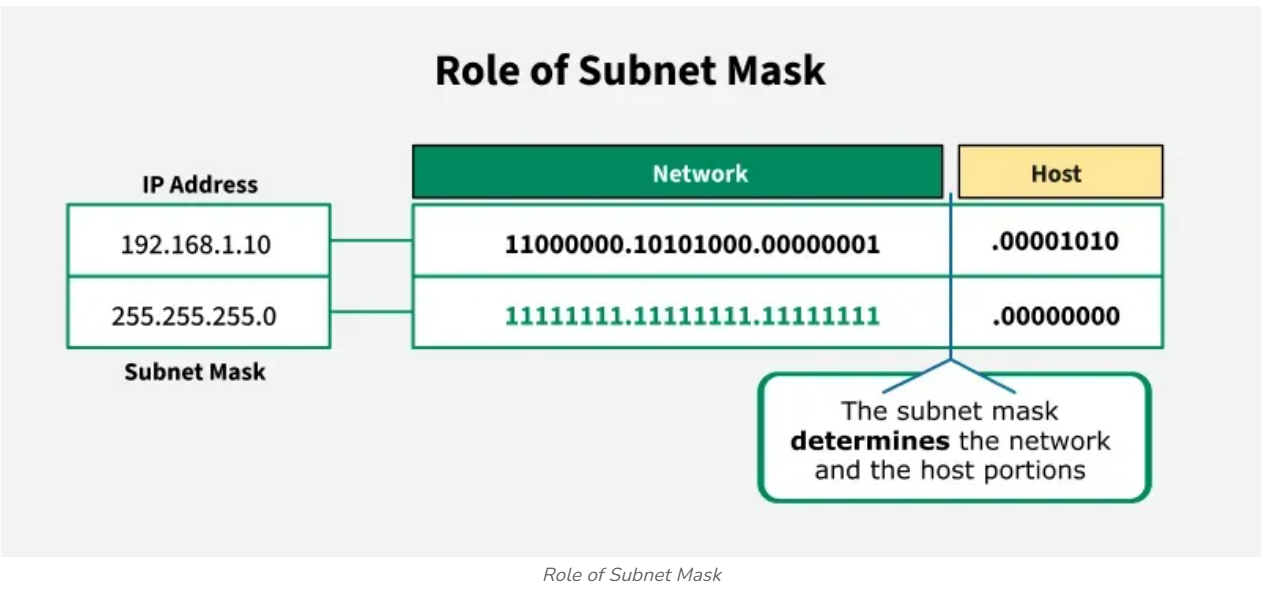 Role of Subnet Mask
Network
Host
IP Address
192.168.1.10
11000000.10101000.00000001
.00001010
255.255.255.0
11111111.11111111.11111111
.00000000
Subnet Mask
The subnet mask
determines the network
and the host portions
Role of Subnet Mask